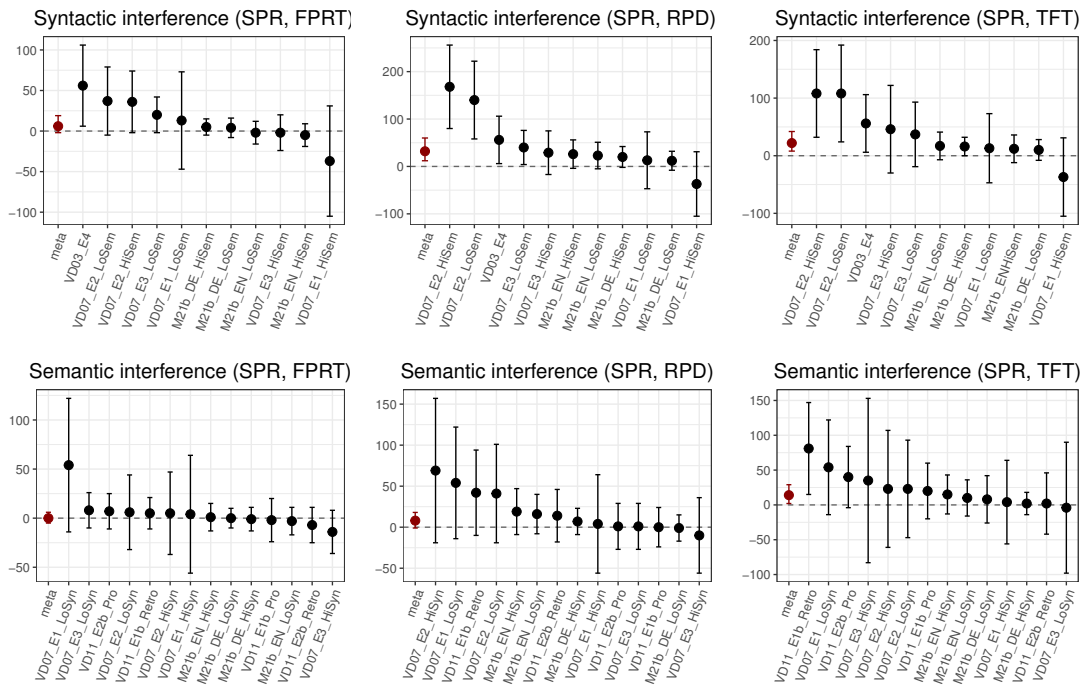 Syntactic interference (SPR, FPRT)
100
50
0
−50
−100
meta
VD03_E4
VD07_E2_LoSem
VD07_E2_HiSem
VD07_E3_LoSem
VD07_E1_LoSem
M21b_DE_HiSem
M21b_DE_LoSem
M21b_EN_LoSem
VD07_E3_HiSem
M21b_EN_HiSem
VD07_E1_HiSem
Syntactic interference (SPR, RPD)
200
100
0
−100
meta
VD07_E2_HiSem
VD07_E2_LoSem
VD03_E4
VD07_E3_LoSem
VD07_E3_HiSem
M21b_EN_HiSem
M21b_EN_LoSem
M21b_DE_HiSem
VD07_E1_LoSem
M21b_DE_LoSem
VD07_E1_HiSem
Syntactic interference (SPR, TFT)
200
100
0
−100
meta
VD07_E2_HiSem
VD07_E2_LoSem
VD03_E4
VD07_E3_HiSem
VD07_E3_LoSem
M21b_EN_LoSem
M21b_DE_HiSem
VD07_E1_LoSem
M21b_ENHiSem
M21b_DE_LoSem
VD07_E1_HiSem
Semantic interference (SPR, FPRT)
100
50
0
−50
meta
VD07_E1_LoSyn
VD07_E3_LoSyn
VD11_E2b_Pro
VD07_E2_LoSyn
VD11_E1b_Retro
VD07_E2_HiSyn
VD07_E1_HiSyn
M21b_EN_HiSyn
M21b_DE_LoSyn
M21b_DE_HiSyn
VD11_E1b_Pro
M21b_EN_LoSyn
VD11_E2b_Retro
VD07_E3_HiSyn
Semantic interference (SPR, RPD)
150
100
50
0
−50
meta
VD07_E2_HiSyn
VD07_E1_LoSyn
VD11_E1b_Retro
VD07_E2_LoSyn
M21b_EN_HiSyn
M21b_EN_LoSyn
VD11_E2b_Retro
M21b_DE_HiSyn
VD07_E1_HiSyn
VD11_E2b_Pro
VD07_E3_LoSyn
VD11_E1b_Pro
M21b_DE_LoSyn
VD07_E3_HiSyn
Semantic interference (SPR, TFT)
150
100
50
0
−50
−100
meta
VD11_E1b_Retro
VD07_E1_LoSyn
VD11_E2b_Pro
VD07_E3_HiSyn
VD07_E2_HiSyn
VD07_E2_LoSyn
VD11_E1b_Pro
M21b_EN_HiSyn
M21b_EN_LoSyn
M21b_DE_LoSyn
VD07_E1_HiSyn
M21b_DE_HiSyn
VD11_E2b_Retro
VD07_E3_LoSyn